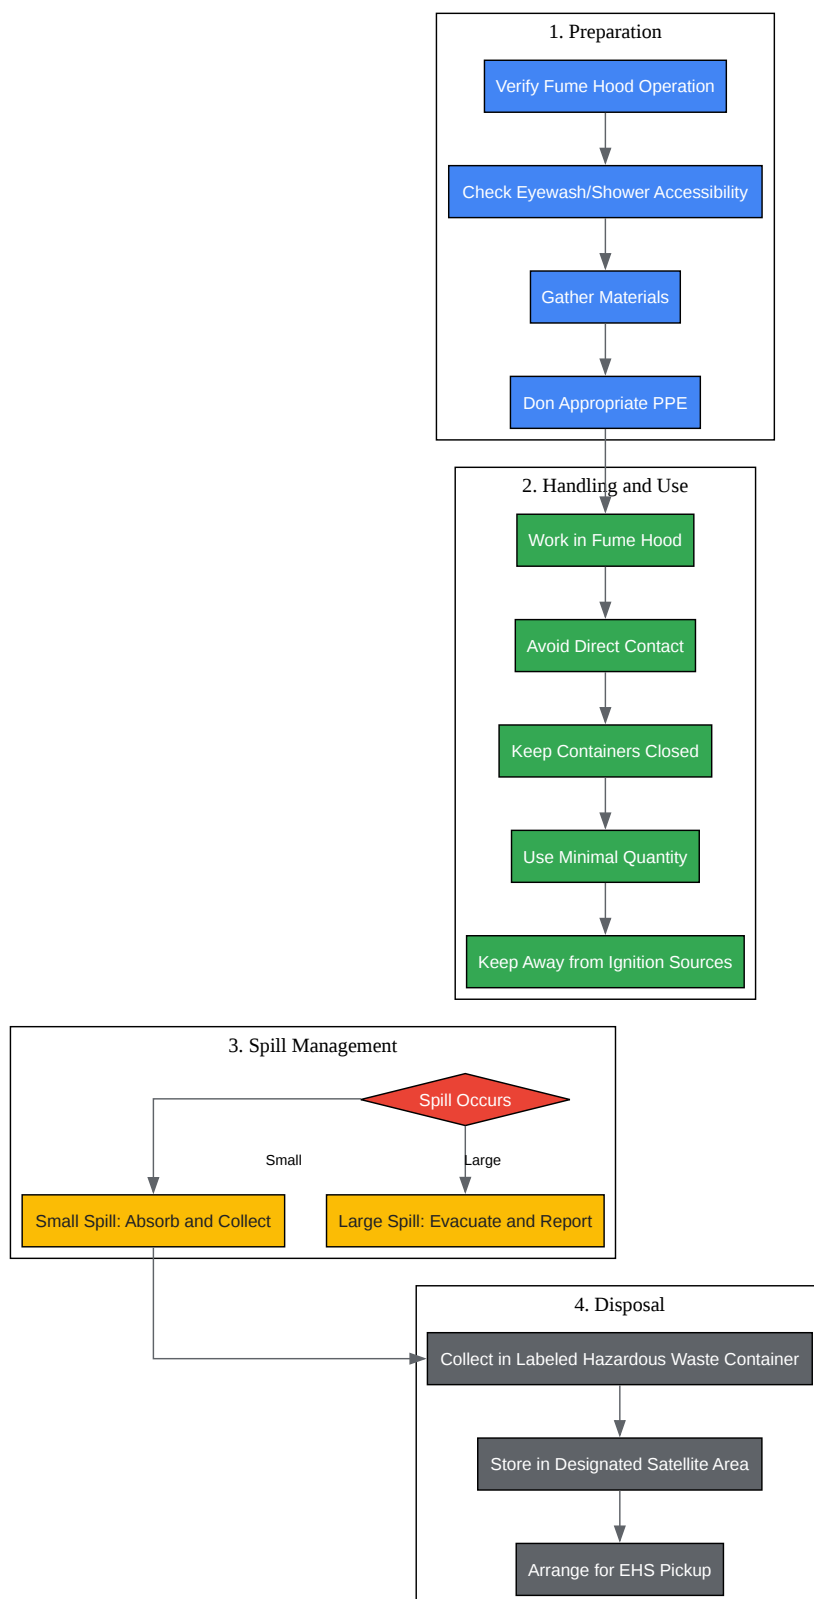 1. Preparation
Verify Fume Hood Operation
Check Eyewash/Shower Accessibility
Gather Materials
Don Appropriate PPE
2. Handling and Use
Work in Fume Hood
Avoid Direct Contact
Keep Containers Closed
Use Minimal Quantity
Keep Away from Ignition Sources
3. Spill Management
Spill Occurs
Small
Large
Small Spill: Absorb and Collect
Large Spill: Evacuate and Report
4. Disposal
Collect in Labeled Hazardous Waste Container
Store in Designated Satellite Area
Arrange for EHS Pickup